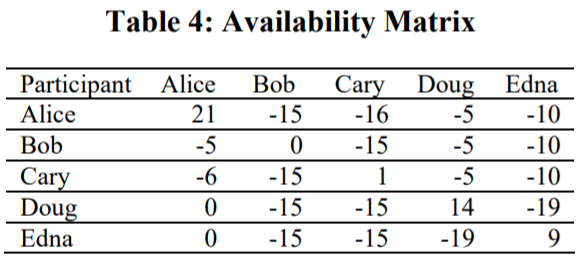 Table 4: Availability Matrix
Participant Alice Bob Cary Doug Edna
Alice 21 -15 -16 -5 -10
Bob -5 0 -15 -5 -10
Cary -6 -15 1 -5 -10
Doug 0 -15 -15 14 -19
Edna 0 -15 -15 -19 9